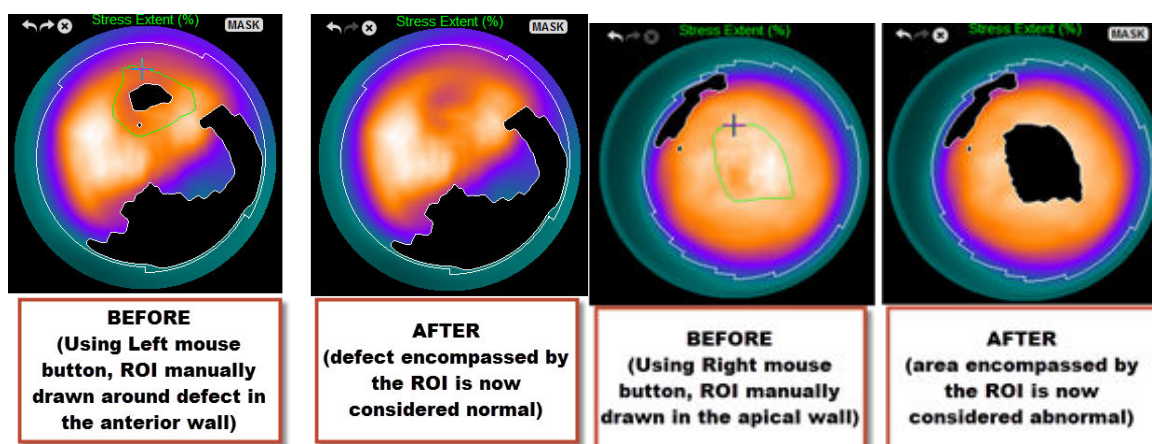 Stress Extent (%)
MASK
Stress Extent (%)
MASK
Stress Extent (%)
Stress Extent (%)
MASK
BEFORE
(Using Left mouse
button, ROI manually
drawn around defect in
the anterior wall)
AFTER
(defect encompassed by
the ROI is now
considered normal)
BEFORE
(Using Right mouse
button, ROI manually
drawn in the apical wall)
AFTER
(area encompassed by
the ROI is now
considered abnormal)